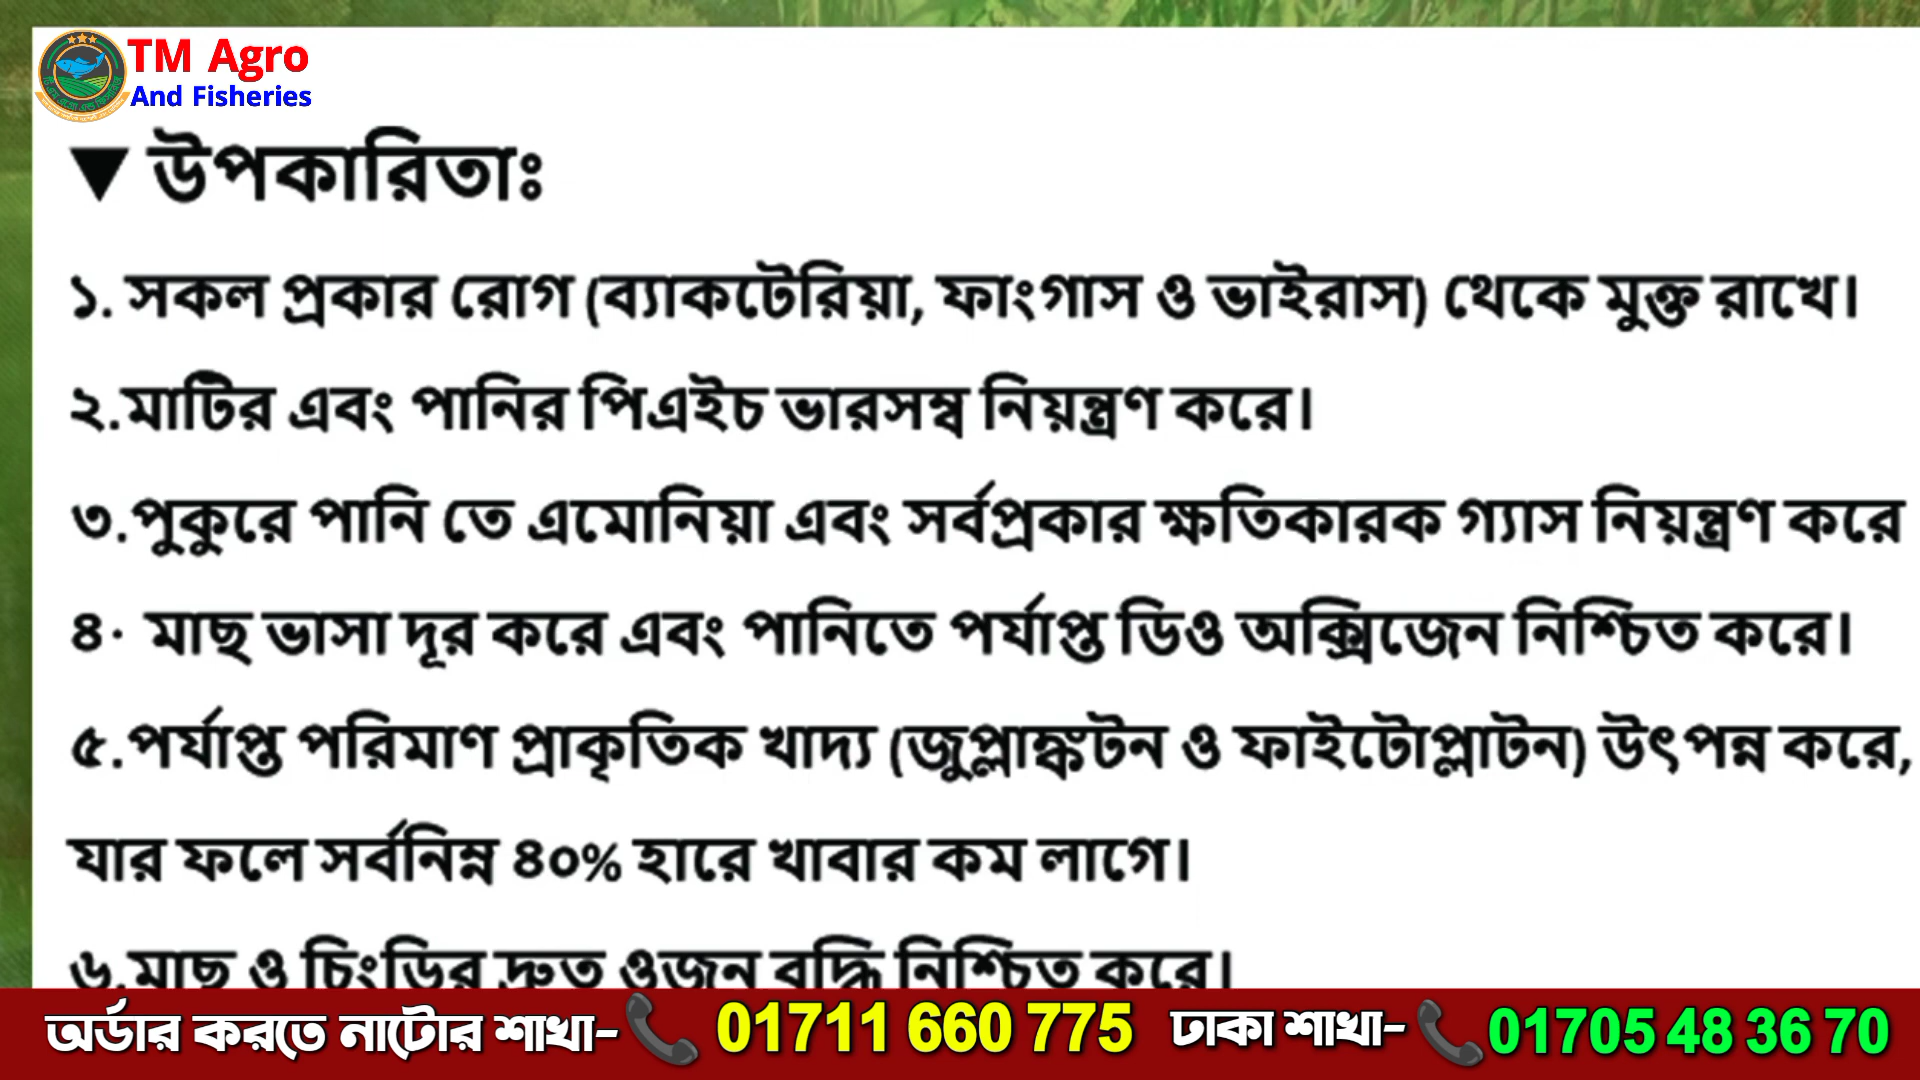 TM Agro
And Fisheries
▼ উপকারিতাঃ
১. সকল প্রকার রোগ (ব্যাকটেরিয়া, ফাংগাস ও ভাইরাস) থেকে মুক্ত রাখে।
২.মাটির এবং পানির পিএইচ ভারসম্ব নিয়ন্ত্রণ করে।
৩.পুকুরে পানি তে এমোনিয়া এবং সর্বপ্রকার ক্ষতিকারক গ্যাস নিয়ন্ত্রণ করে
৪· মাছ ভাসা দূর করে এবং পানিতে পর্যাপ্ত ডিও অক্সিজেন নিশ্চিত করে।
৫.পর্যাপ্ত পরিমাণ প্রাকৃতিক খাদ্য (জুপ্লাঙ্কটন ও ফাইটোপ্লাটন) উৎপন্ন করে,
যার ফলে সর্বনিম্ন ৪০% হারে খাবার কম লাগে।
৬.মাছ ও চিংড়ির দ্রুত ওজন বৃদ্ধি নিশ্চিত করে।
অর্ডার করতে নাটোর শাখা- 01711 660 775 ঢাকা শাখা- 01705 48 36 70